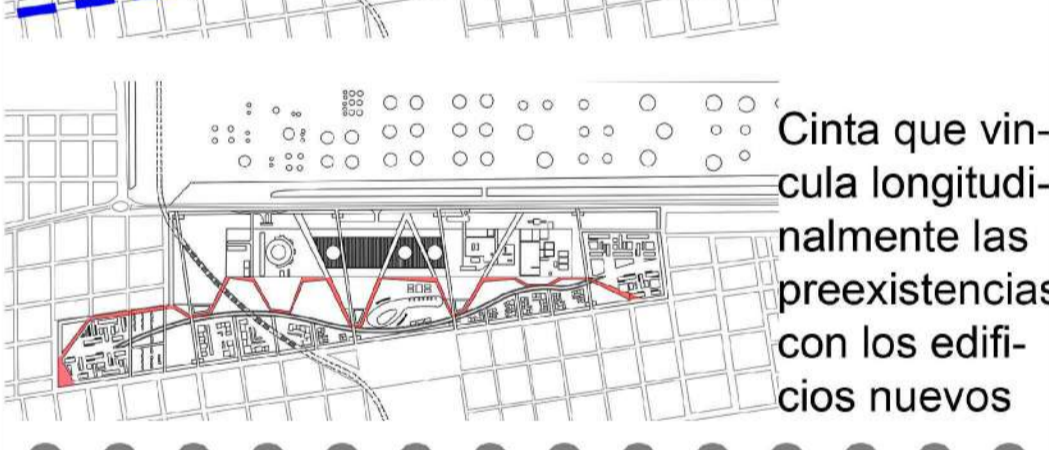 Cinta que vin-
cula longitudi-
nalmente las
preexistencias
con los edifi-
cios nuevos